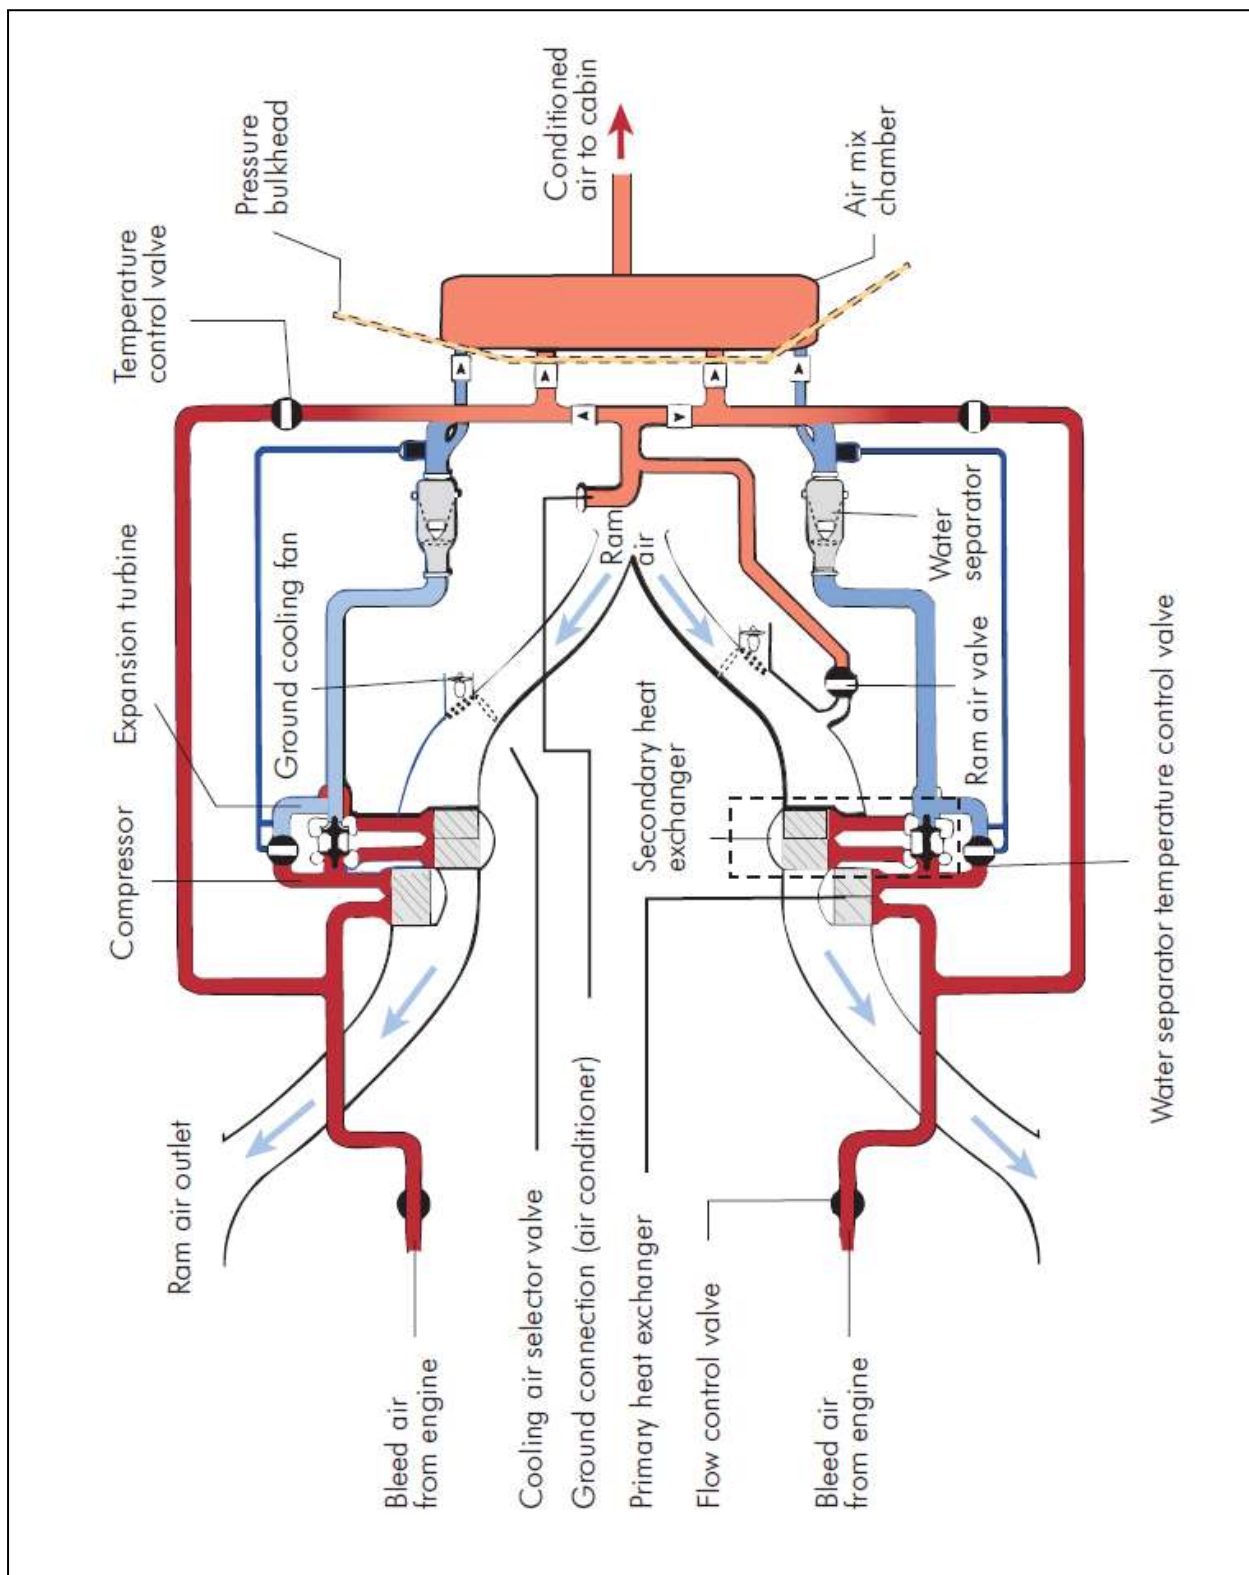 Pressure
bulkhead
Conditioned
air to cabin
Air mix
chamber
Temperature
control valve
Expansion turbine
Ground cooling fan
Ram
air
Water
separator
Compressor
Secondary heat
exchanger
Ram air valve
Water separator temperature control valve
Ram air outlet
Bleed air
from engine
Cooling air selector valve
Ground connection (air conditioner)
Primary heat exchanger
Flow control valve
Bleed air
from engine